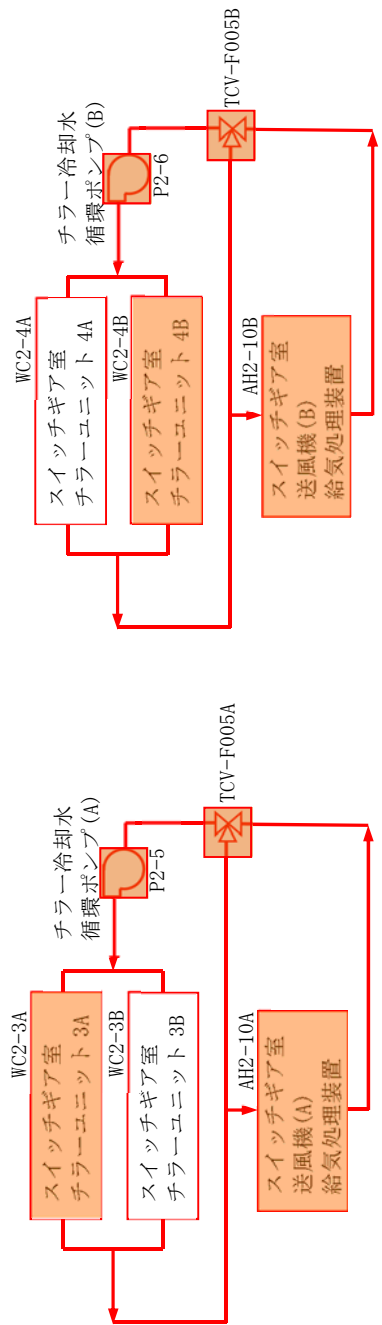 WC2-3A
スイッチギア室
チラーユニット 3A
WC2-3B
スイッチギア室
チラーユニット 3B
チラー冷却水
循環ポンプ(A)
P2-5
TCV-F005A
AH2-10A
スイッチギア室
送風機(A)
給気処理装置
WC2-4A
スイッチギア室
チラーユニット 4A
WC2-4B
スイッチギア室
チラーユニット 4B
チラー冷却水
循環ポンプ(B)
P2-6
TCV-F005B
AH2-10B
スイッチギア室
送風機(B)
給気処理装置